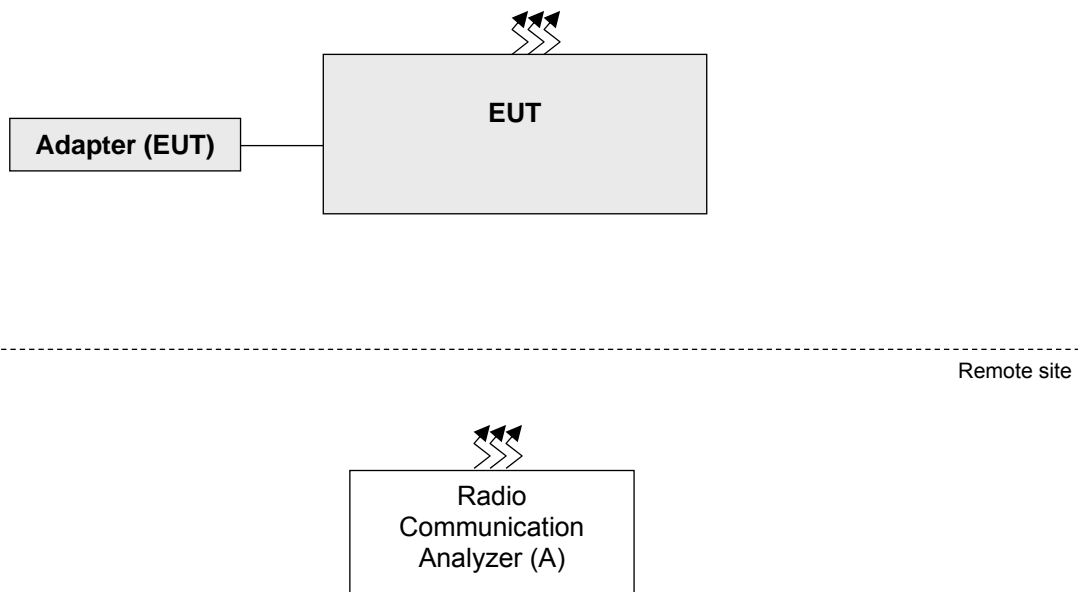 EUT
Adapter (EUT)
Remote site
Radio
Communication
Analyzer (A)